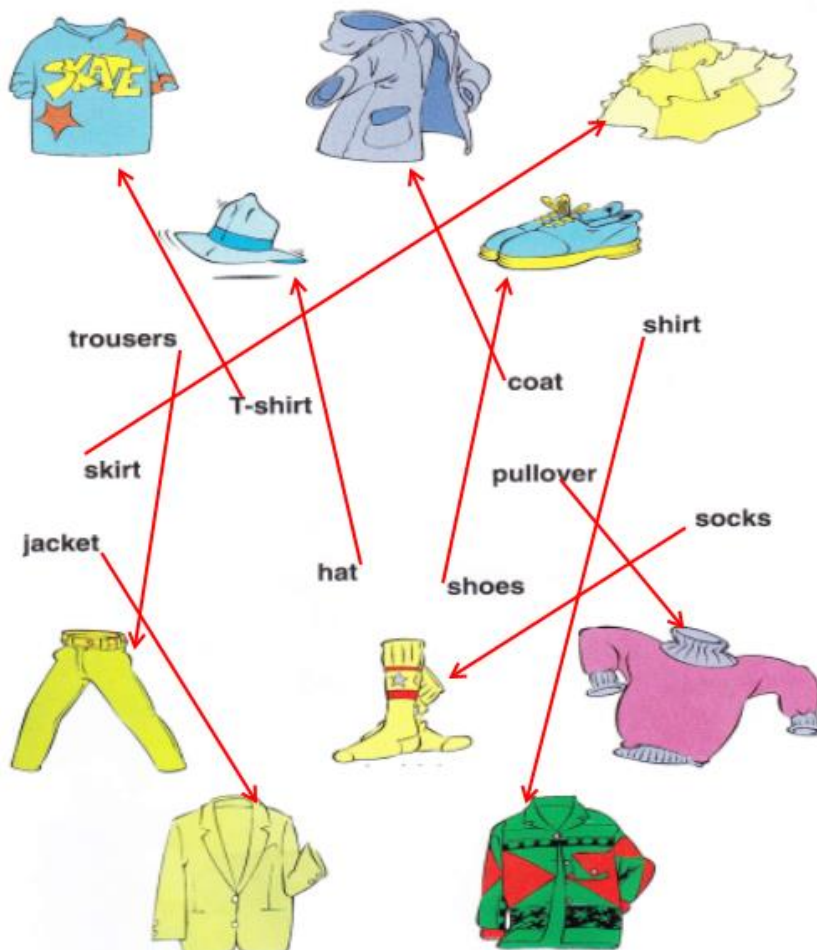 SKATE
shirt
trousers
coat
T-shirt
skirt
pullover
socks
jacket
hat
shoes